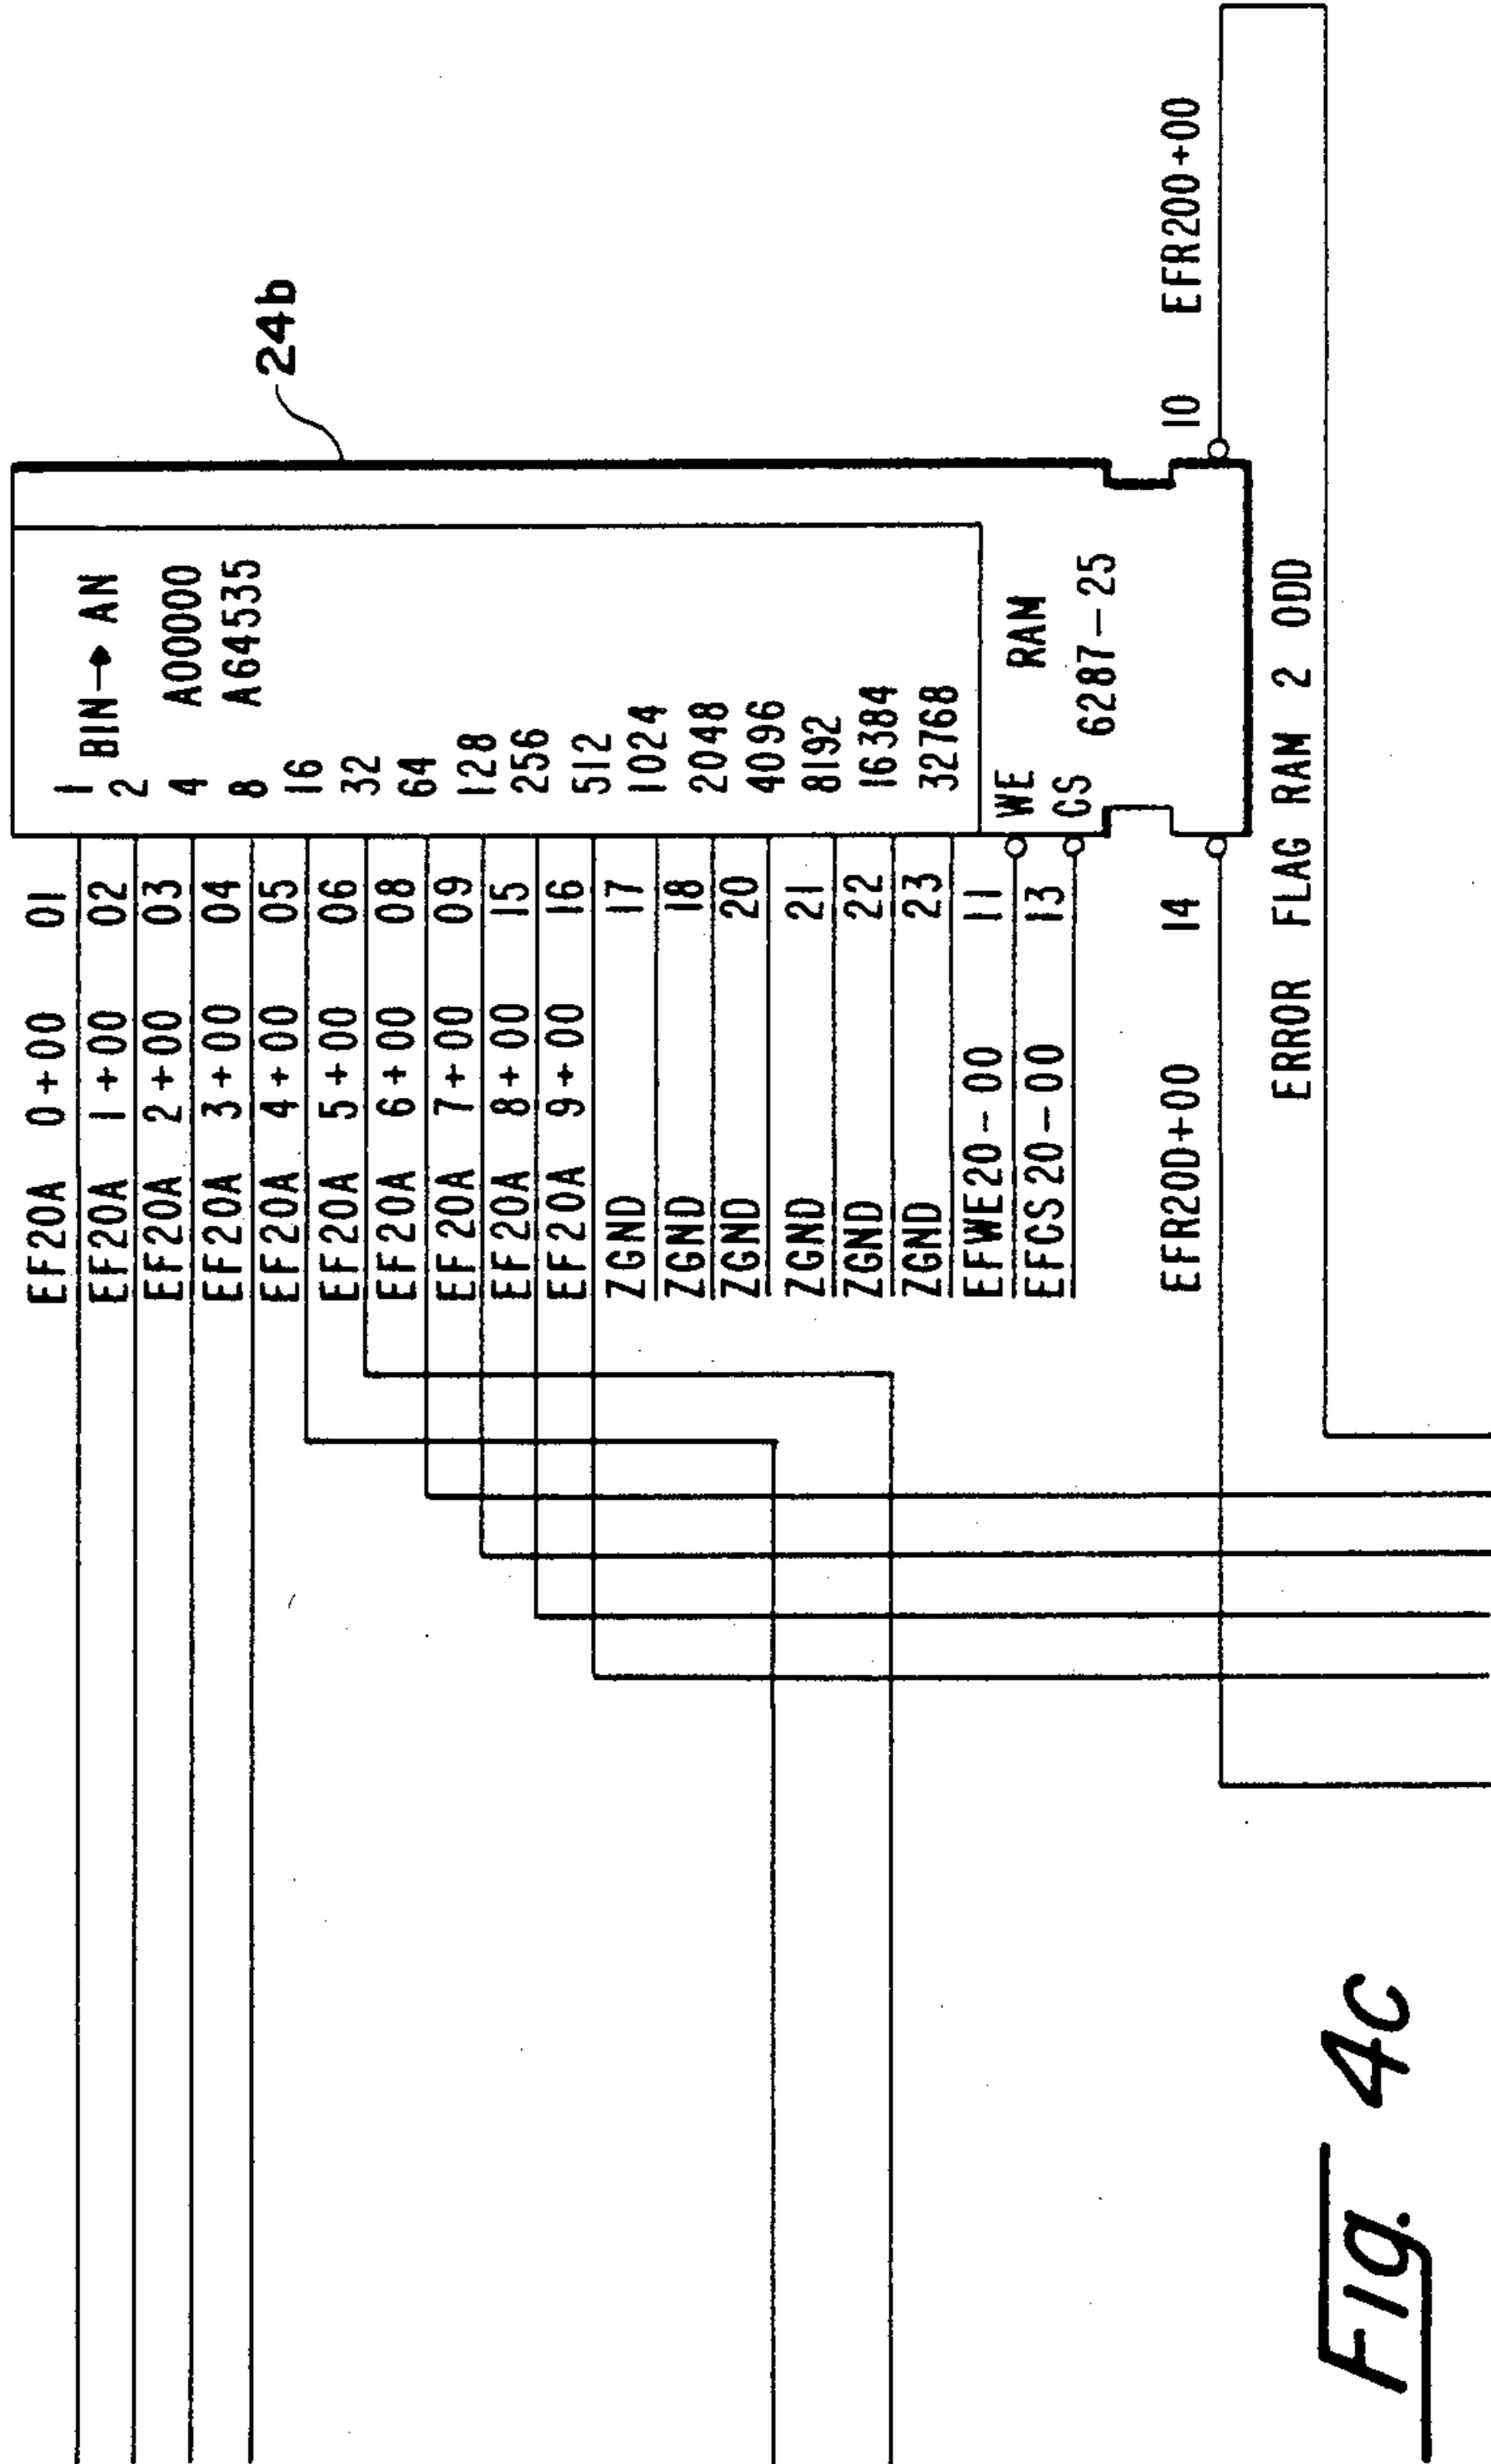 EF20A 0+00 01 1 BIN→AN
EF20A 1+00 02 2
EF20A 2+00 03 4 A00000
EF20A 3+00 04 8 A64535
EF20A 4+00 05 16
EF20A 5+00 06 32
EF20A 6+00 08 64
EF20A 7+00 09 128
EF20A 8+00 15 256
EF20A 9+00 16 512
ZGND 17 1024
ZGND 18 2048
ZGND 20 4096
ZGND 21 8192
ZGND 22 16384
ZGND 23 32768
EFWE20-00 11 WE RAM
EFCS20-00 13 CS 6287-25
EFR20D+00 14 10 EFR200+00
ERROR FLAG RAM 2 ODD
24b
Fig. 4c